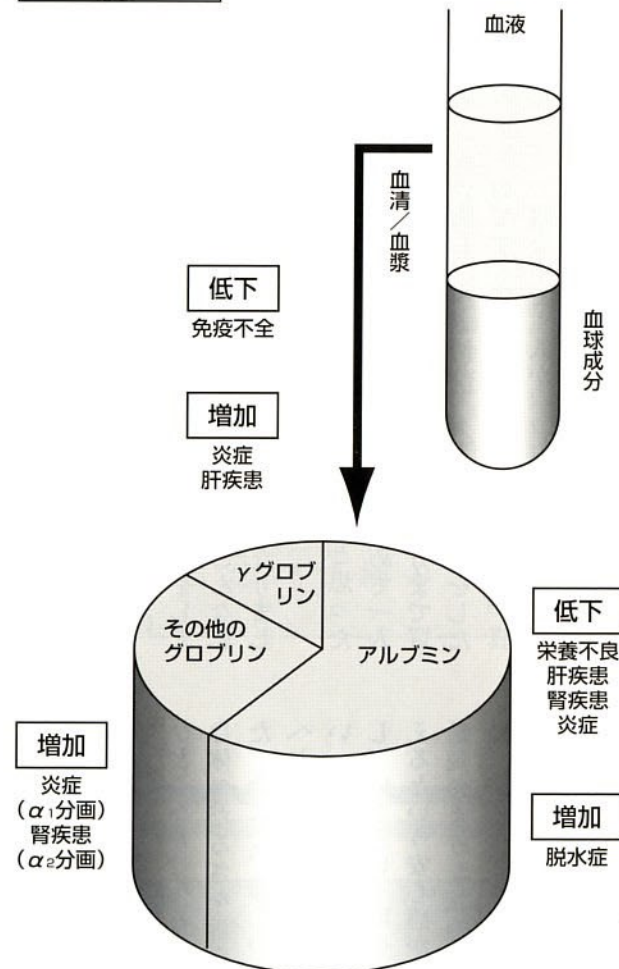 血液
血清／血漿
血球成分
低下
免疫不全
増加
炎症
肝疾患
γグロブ
リン
その他の
グロブリン
アルブミン
低下
栄養不良
肝疾患
腎疾患
炎症
増加
脱水症
増加
炎症
（α₁分画）
腎疾患
（α₂分画）